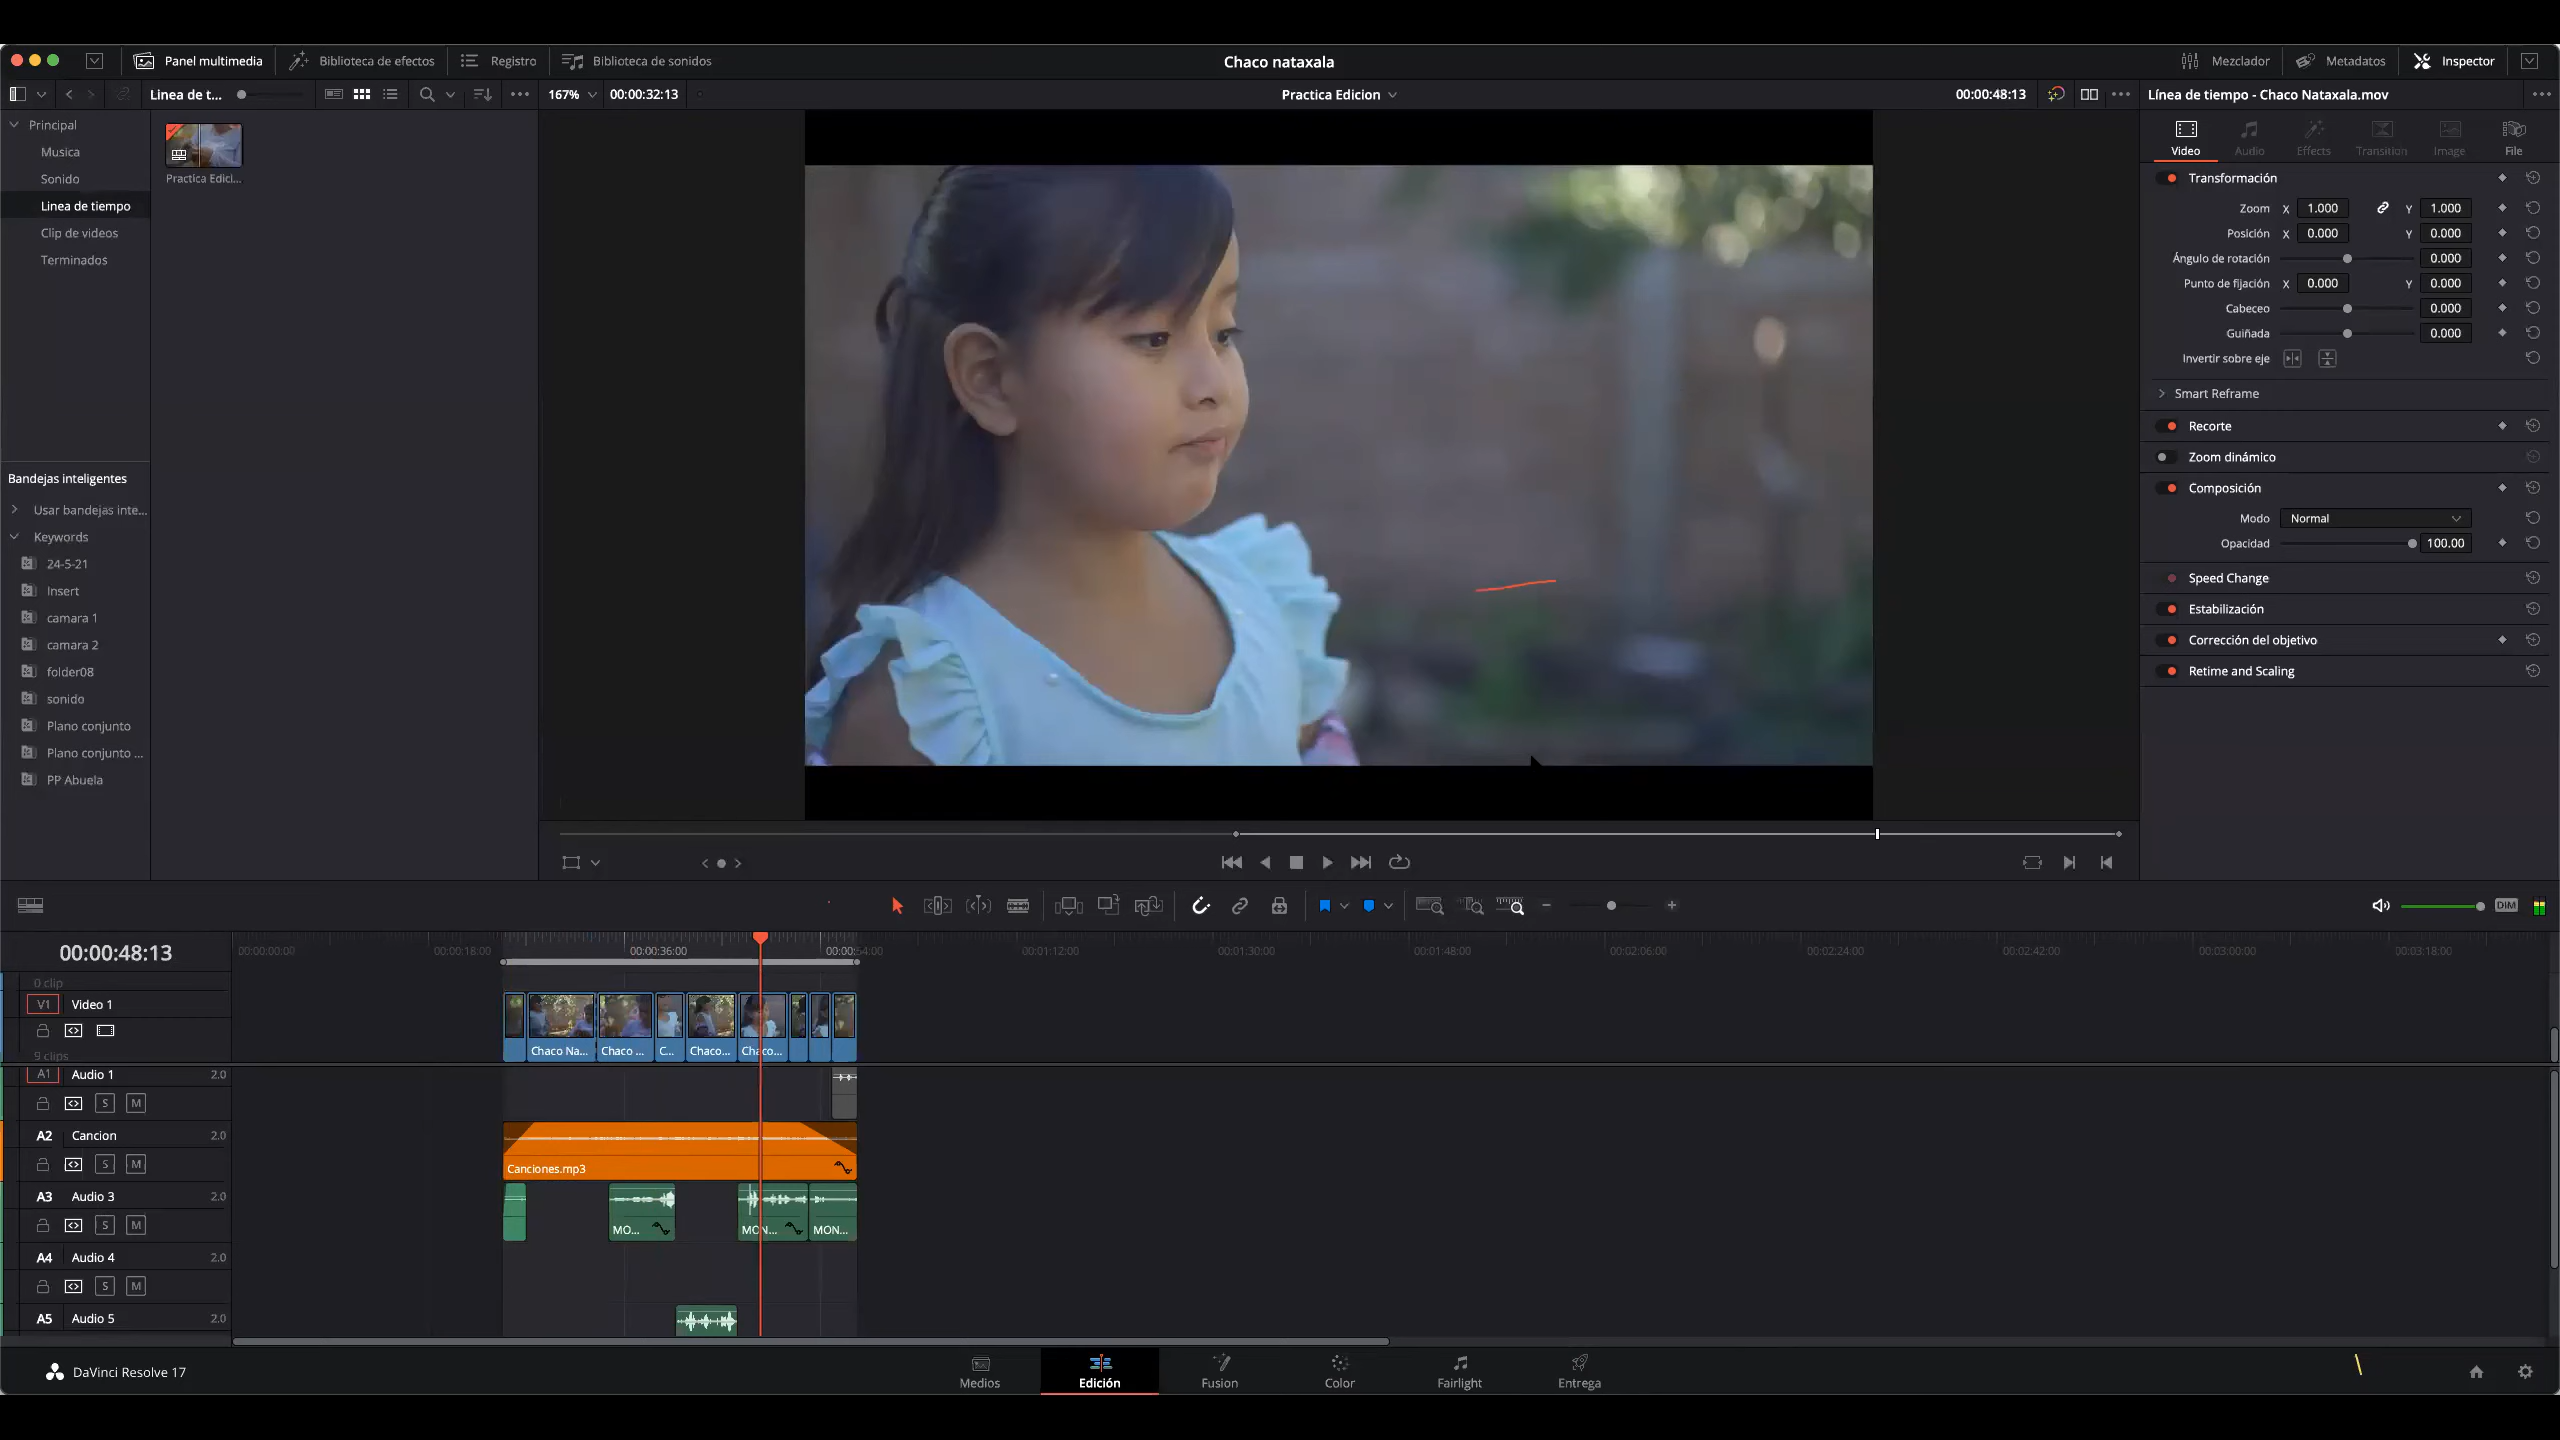 Panel multimedia
Biblioteca de efectos
Registro
Biblioteca de sonidos
Chaco nataxala
Mezclador
Metadatos
Inspector
Linea de t...
167%
00:00:32:13
Practica Edicion
00:00:48:13
Línea de tiempo - Chaco Nataxala.mov
Principal
Musica
Sonido
Linea de tiempo
Clip de videos
Terminados
Practica Edici...
Video
Audio
Effects
Transition
Image
File
Transformación
Zoom X 1.000 Y 1.000
Posición X 0.000 Y 0.000
Ángulo de rotación 0.000
Punto de fijación X 0.000 Y 0.000
Cabeceo 0.000
Guiñada 0.000
Invertir sobre eje
Smart Reframe
Recorte
Zoom dinámico
Composición
Modo Normal
Opacidad 100.00
Speed Change
Estabilización
Corrección del objetivo
Retime and Scaling
Bandejas inteligentes
Usar bandejas inte...
Keywords
24-5-21
Insert
camara 1
camara 2
folder08
sonido
Plano conjunto
Plano conjunto ...
PP Abuela
DIM
00:00:48:13
00:00:00:00
00:00:18:00
00:00:36:00
00:00:54:00
00:01:12:00
00:01:30:00
00:01:48:00
00:02:06:00
00:02:24:00
00:02:42:00
00:03:00:00
00:03:18:00
0 clip
V1 Video 1
9 clips
Chaco Na...
Chaco ...
C...
Chaco...
Chaco...
A1 Audio 1 2.0
S M
A2 Cancion 2.0
S M
Canciones.mp3
A3 Audio 3 2.0
S M
MO...
MON...
MON...
A4 Audio 4 2.0
S M
A5 Audio 5 2.0
DaVinci Resolve 17
Medios
Edición
Fusion
Color
Fairlight
Entrega